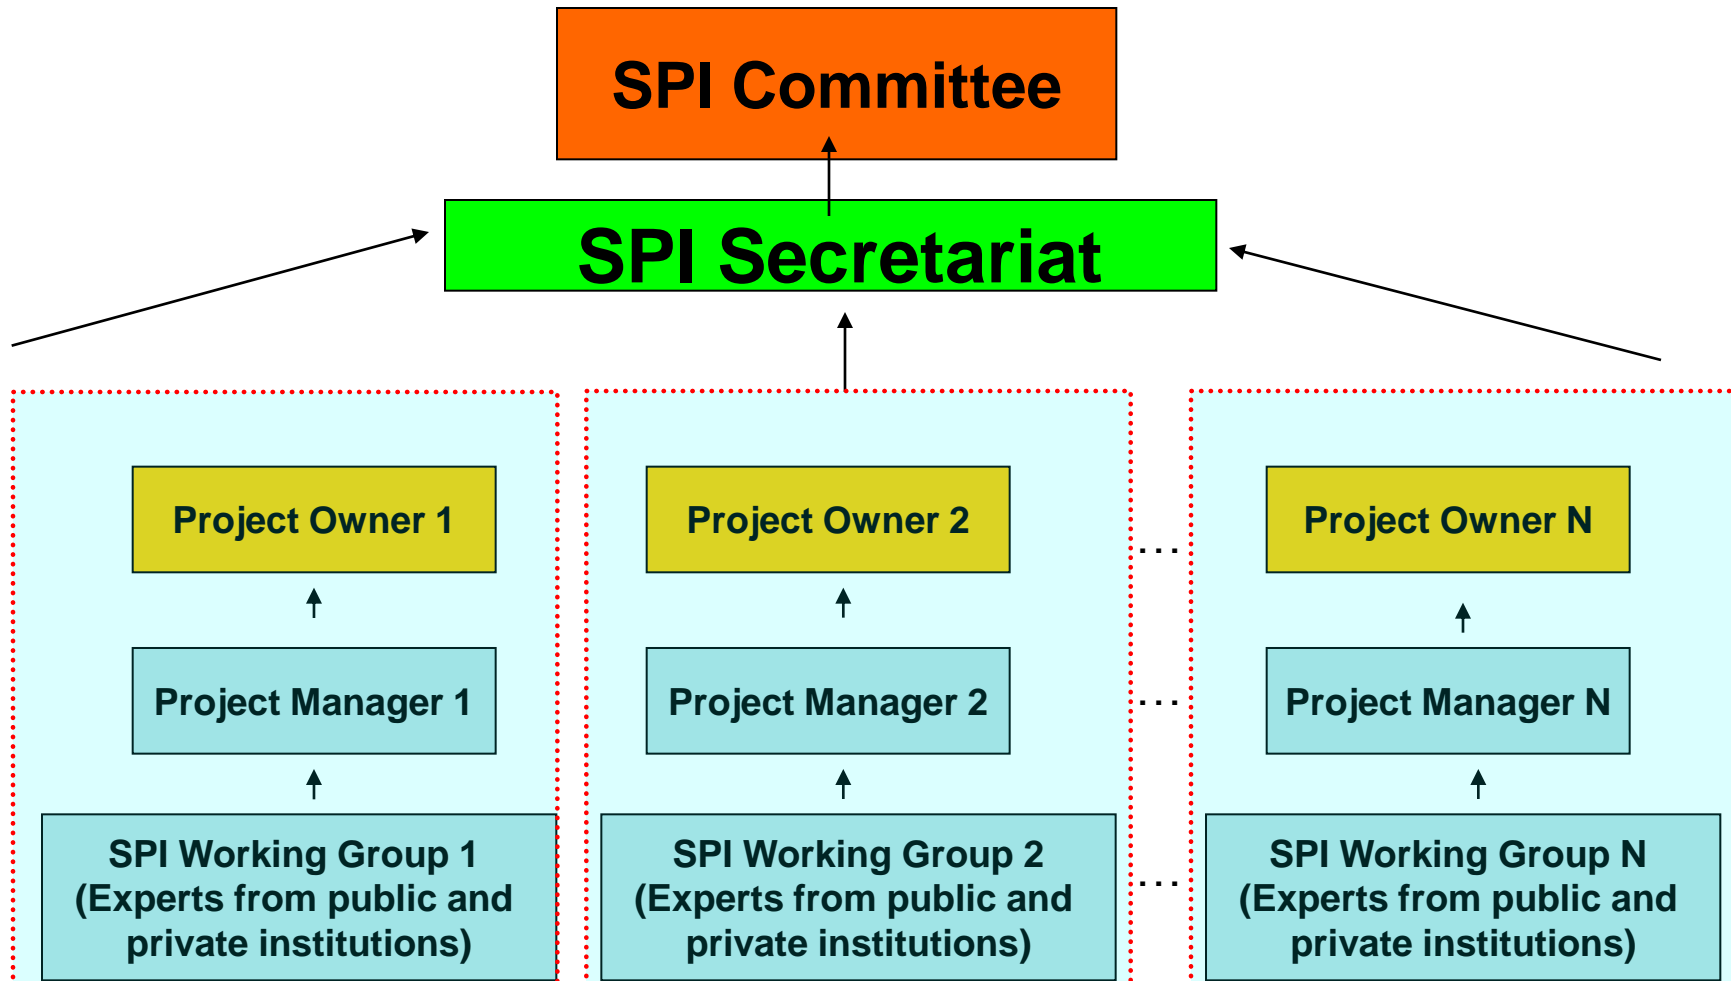 SPI Committee
SPI Secretariat
Project Owner 1
Project Owner 2
...
Project Owner N
Project Manager 1
Project Manager 2
...
Project Manager N
SPI Working Group 1
(Experts from public and
private institutions)
SPI Working Group 2
(Experts from public and
private institutions)
...
SPI Working Group N
(Experts from public and
private institutions)